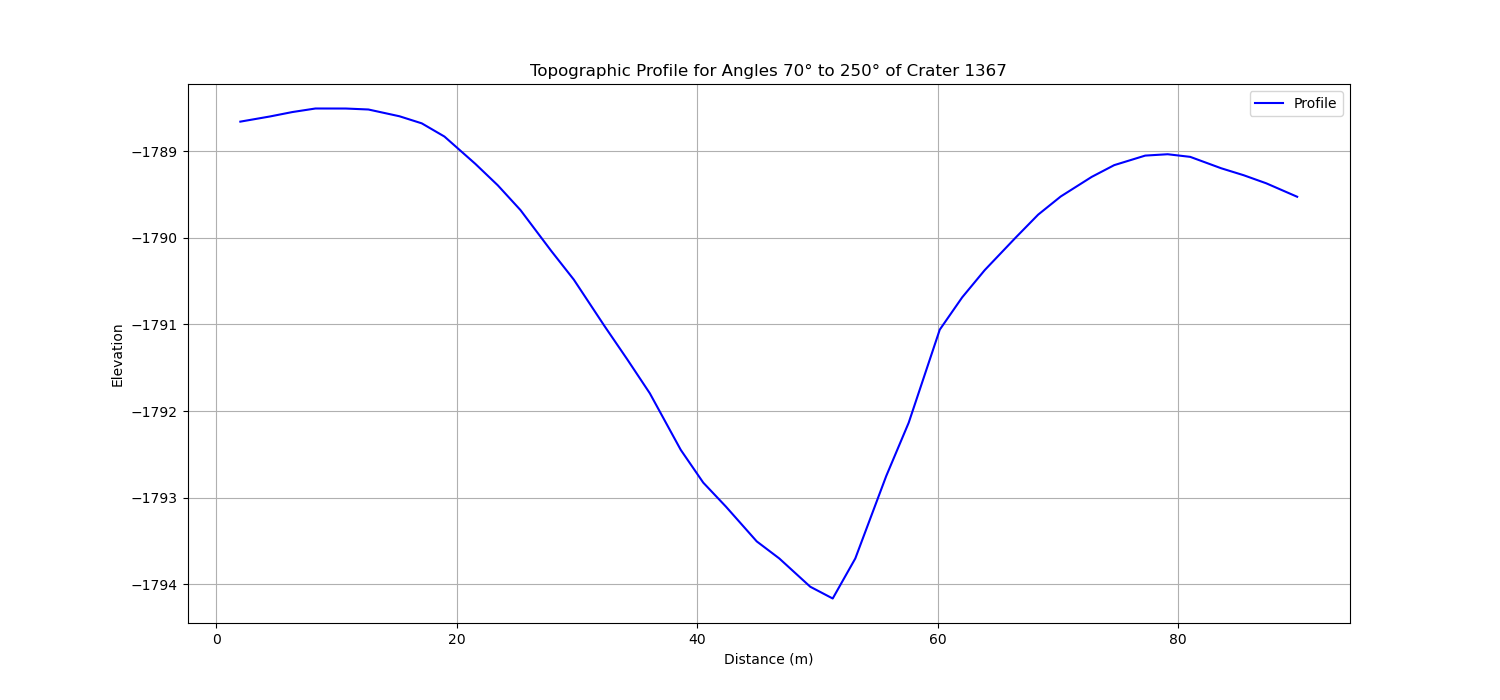 Topographic Profile for Angles 70° to 250° of Crater 1367
Profile
−1789
−1790
−1791
−1792
−1793
−1794
Elevation
0 20 40 60 80
Distance (m)